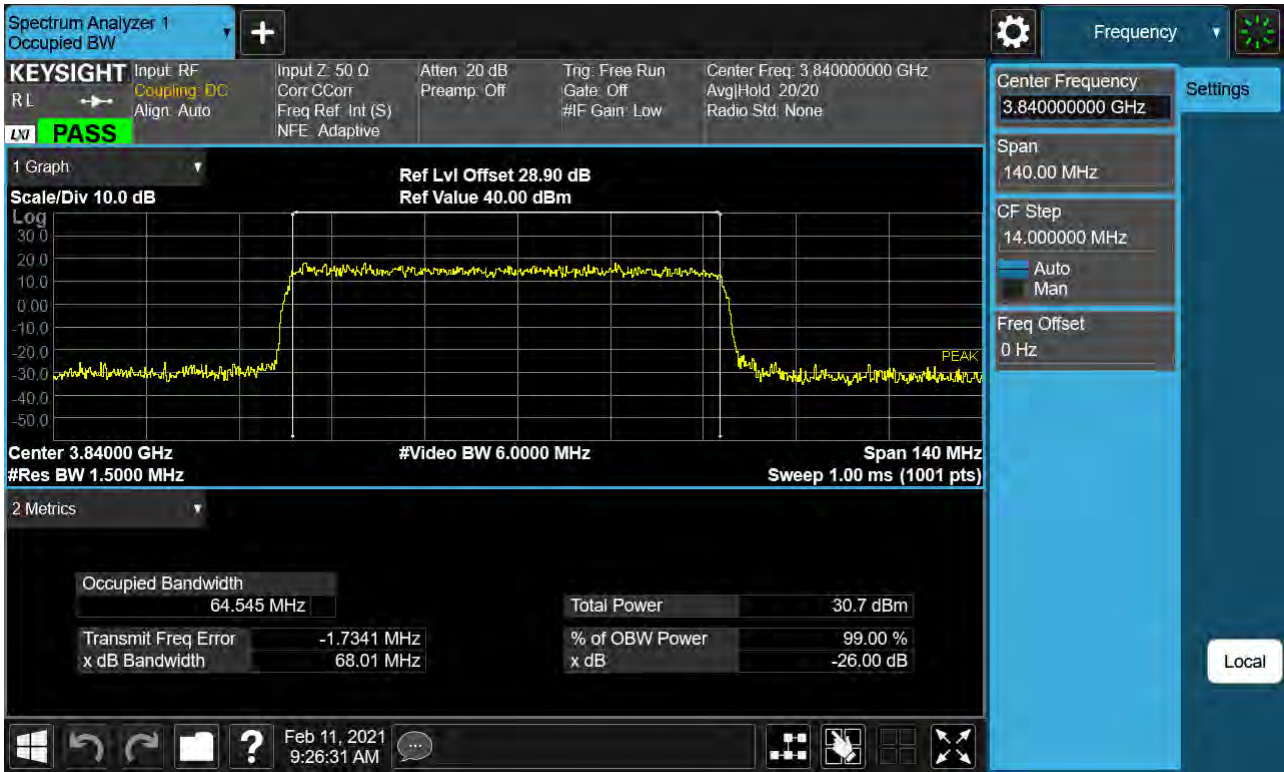 Spectrum Analyzer 1
Occupied BW
+
Frequency
KEYSIGHT
RL
LXI
PASS
Input: RF
Coupling: DC
Align: Auto
Input Z: 50 Ω
Corr CCorr
Freq Ref: Int (S)
NFE: Adaptive
Atten: 20 dB
Preamp: Off
Trig: Free Run
Gate: Off
#IF Gain: Low
Center Freq: 3.840000000 GHz
Avg|Hold: 20/20
Radio Std: None
Center Frequency
3.840000000 GHz
Settings
Span
140.00 MHz
CF Step
14.000000 MHz
Auto
Man
Freq Offset
0 Hz
1 Graph
Scale/Div 10.0 dB
Ref Lvl Offset 28.90 dB
Ref Value 40.00 dBm
Log
30.0
20.0
10.0
0.00
-10.0
-20.0
-30.0
-40.0
-50.0
PEAK
Center 3.84000 GHz
#Video BW 6.0000 MHz
Span 140 MHz
#Res BW 1.5000 MHz
Sweep 1.00 ms (1001 pts)
2 Metrics
Occupied Bandwidth
64.545 MHz
Total Power 30.7 dBm
Transmit Freq Error -1.7341 MHz
% of OBW Power 99.00 %
x dB Bandwidth 68.01 MHz
x dB -26.00 dB
Local
?
Feb 11, 2021
9:26:31 AM